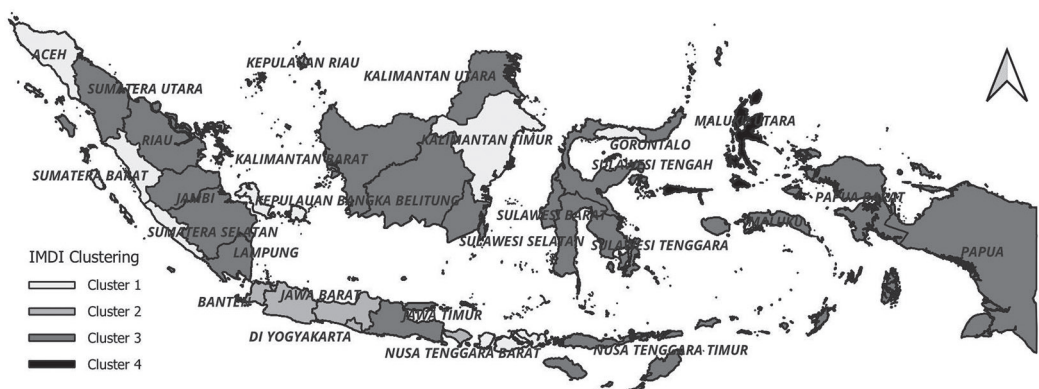 ACEH
SUMATERA UTARA
RIAU
SUMATERA BARAT
JAMBI
SUMATERA SELATAN
LAMPUNG
KEPULAUAN RIAU
KALIMANTAN UTARA
KALIMANTAN TIMUR
KALIMANTAN BARAT
KEPULAUAN BANGKA BELITUNG
MALUKU UTARA
GORONTALO
SULAWESI TENGAH
SULAWESI BARAT
SULAWESI SELATAN
SULAWESI TENGGARA
MALUKU
PAPUA BARAT
PAPUA
BANTEN
JAWA BARAT
JAWA TIMUR
DI YOGYAKARTA
NUSA TENGGARA BARAT
NUSA TENGGARA TIMUR
IMDI Clustering
Cluster 1
Cluster 2
Cluster 3
Cluster 4